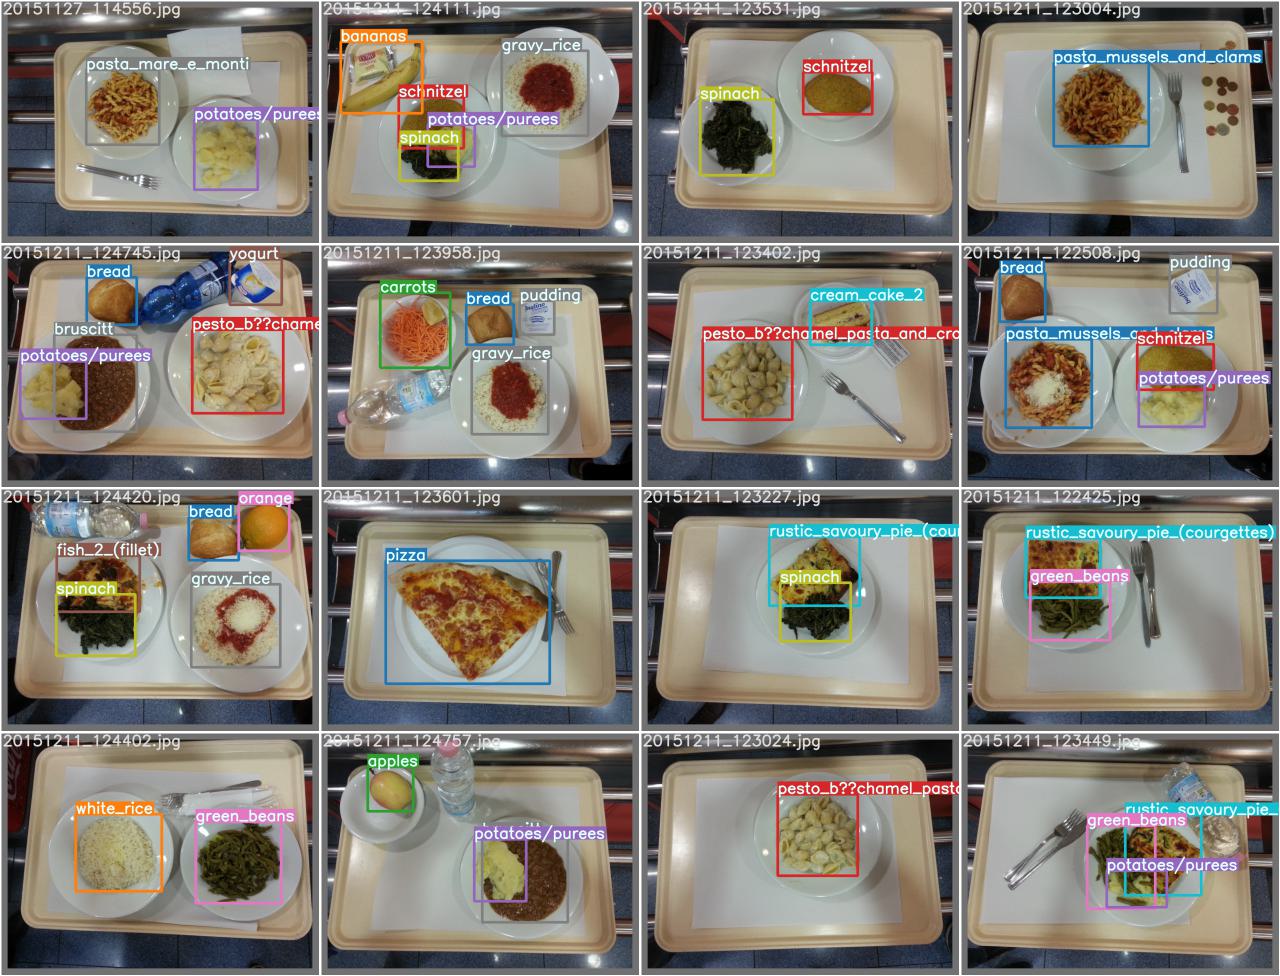 20151127_114556.jpg
pasta_mare_e_monti
potatoes/purees
20151211_124111.jpg
bananas
gravy_rice
schnitzel
potatoes/purees
spinach
20151211_123531.jpg
schnitzel
spinach
20151211_123004.jpg
pasta_mussels_and_clams
20151211_124745.jpg
yogurt
bread
pesto_b??chame
bruscitt
potatoes/purees
20151211_123958.jpg
carrots
bread
pudding
gravy_rice
20151211_123402.jpg
cream_cake_2
pesto_b??chamel_pasta_and_cro
20151211_122508.jpg
bread
pudding
pasta_mussels_and_clams
schnitzel
potatoes/purees
20151211_124420.jpg
orange
bread
fish_2_(fillet)
spinach
gravy_rice
20151211_123601.jpg
pizza
20151211_123227.jpg
rustic_savoury_pie_(cour
spinach
20151211_122425.jpg
rustic_savoury_pie_(courgettes)
green_beans
20151211_124402.jpg
white_rice
green_beans
20151211_124757.jpg
apples
potatoes/purees
20151211_123024.jpg
pesto_b??chamel_pasta
20151211_123449.jpg
rustic_savoury_pie_
green_beans
potatoes/purees